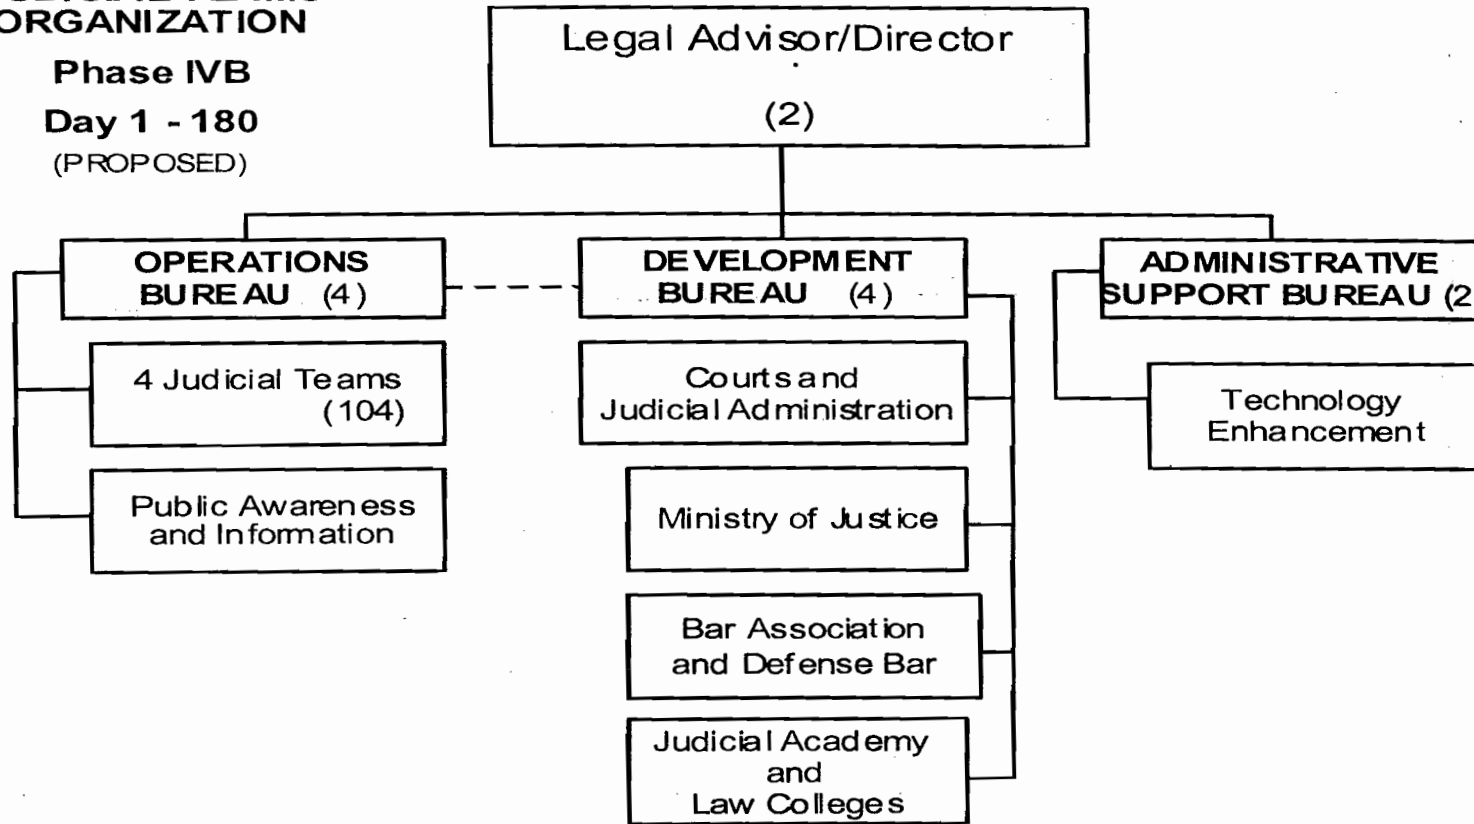 ORGANIZATION
Phase IVB
Day 1 - 180
(PROPOSED)
Legal Advisor/Director
(2)
OPERATIONS
BUREAU (4)
4 Judicial Teams
(104)
Public Awareness
and Information
DEVELOPMENT
BUREAU (4)
Courts and
Judicial Administration
Ministry of Justice
Bar Association
and Defense Bar
Judicial Academy
and
Law Colleges
ADMINISTRATIVE
SUPPORT BUREAU (2
Technology
Enhancement